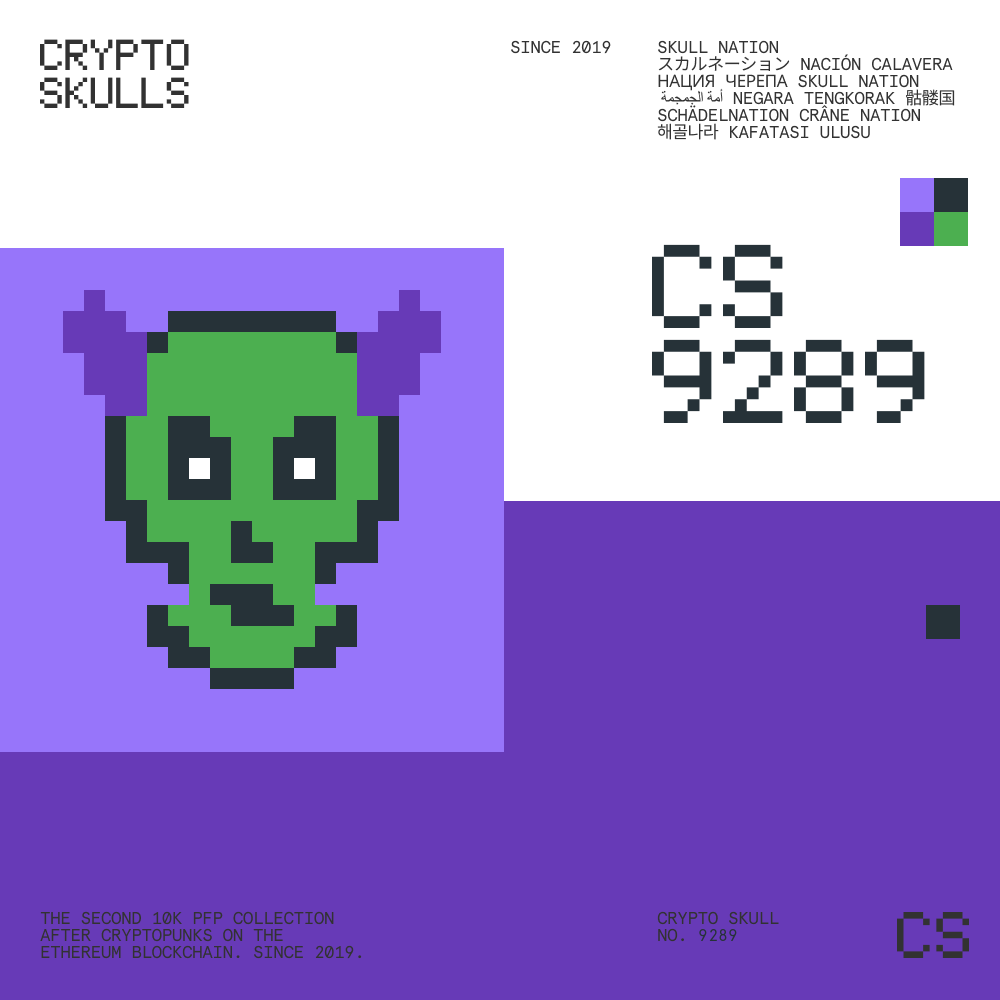 CRYPTO
SKULLS
SINCE 2019
SKULL NATION
スカルネーション NACIÓN CALAVERA
НАЦИЯ ЧЕРЕПА SKULL NATION
أمة الجمجمة NEGARA TENGKORAK 骷髅国
SCHÄDELNATION CRÂNE NATION
해골나라 KAFATASI ULUSU
CS
9289
THE SECOND 10K PFP COLLECTION
AFTER CRYPTOPUNKS ON THE
ETHEREUM BLOCKCHAIN. SINCE 2019.
CRYPTO SKULL
NO. 9289
CS